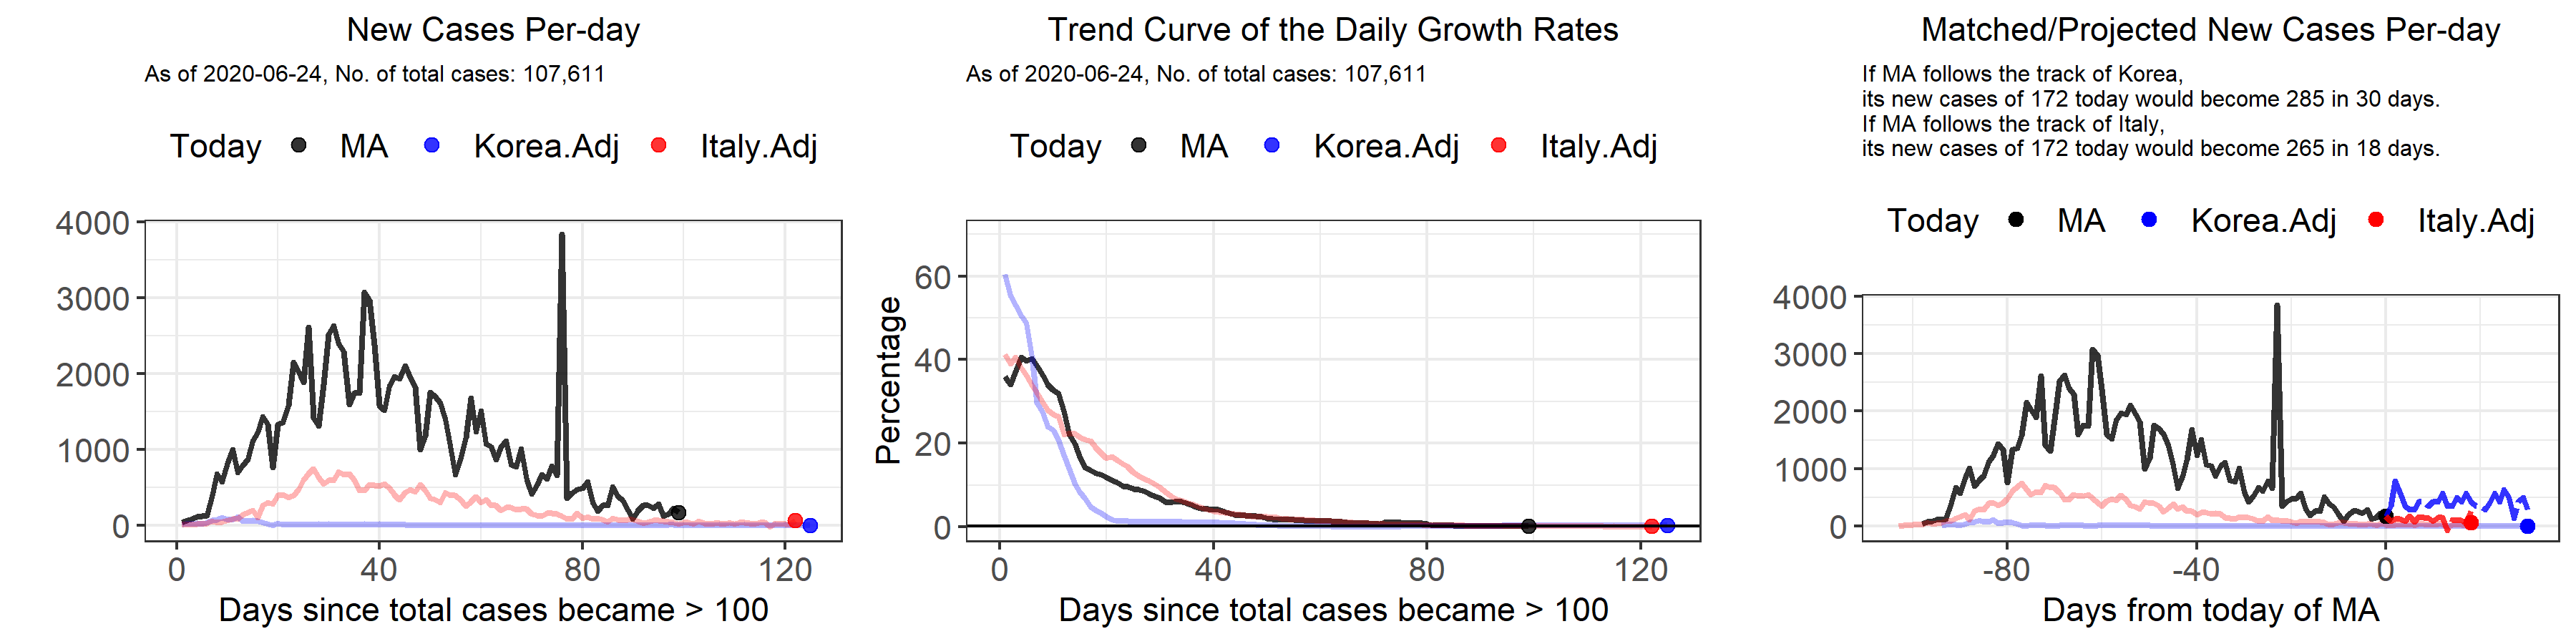 New Cases Per-day
As of 2020-06-24, No. of total cases: 107,611
Today MA Korea.Adj Italy.Adj
4000
3000
2000
1000
0
0 40 80 120
Days since total cases became > 100
Trend Curve of the Daily Growth Rates
As of 2020-06-24, No. of total cases: 107,611
Today MA Korea.Adj Italy.Adj
Percentage
60
40
20
0
0 40 80 120
Days since total cases became > 100
Matched/Projected New Cases Per-day
If MA follows the track of Korea,
its new cases of 172 today would become 285 in 30 days.
If MA follows the track of Italy,
its new cases of 172 today would become 265 in 18 days.
Today MA Korea.Adj Italy.Adj
4000
3000
2000
1000
0
-80 -40 0
Days from today of MA